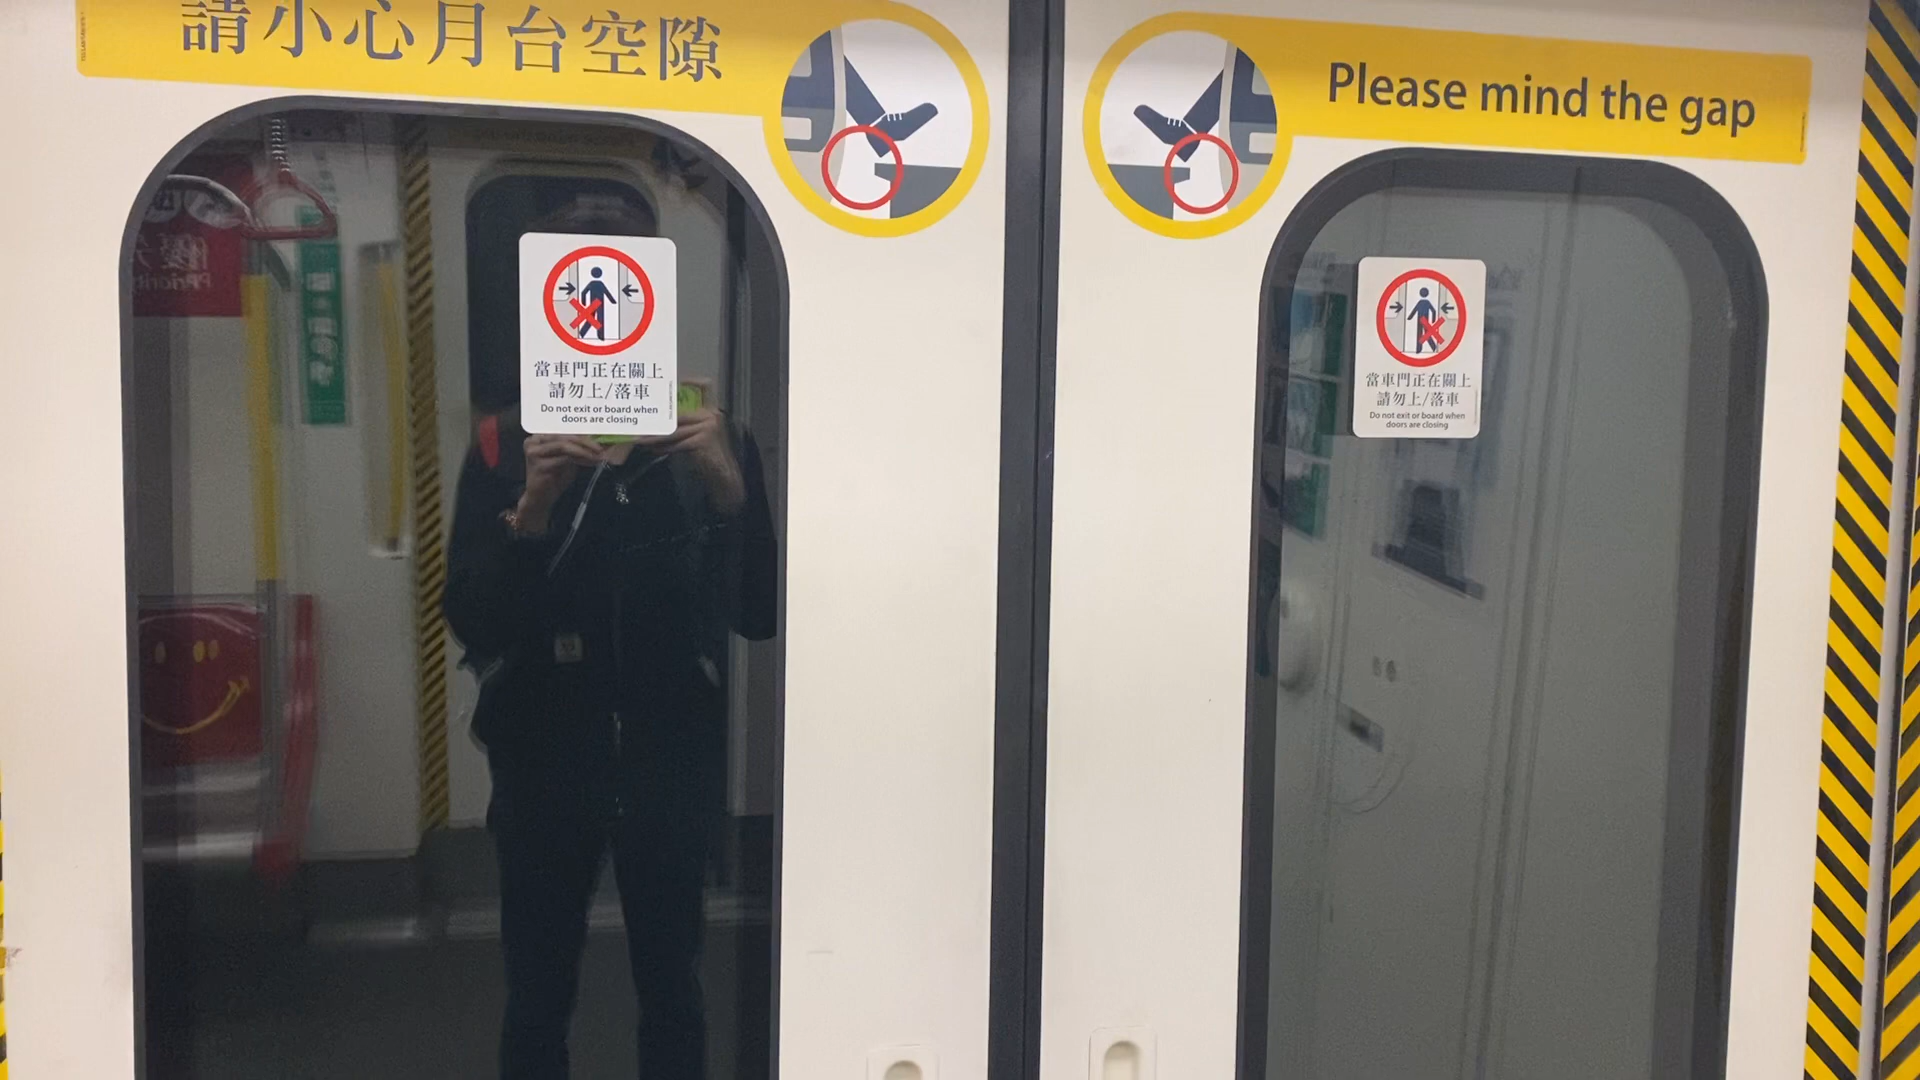 請小心月台空隙
Please mind the gap
當車門正在關上
請勿上/落車
Do not exit or board when
doors are closing
當車門正在關上
請勿上/落車
Do not exit or board when
doors are closing
Priority